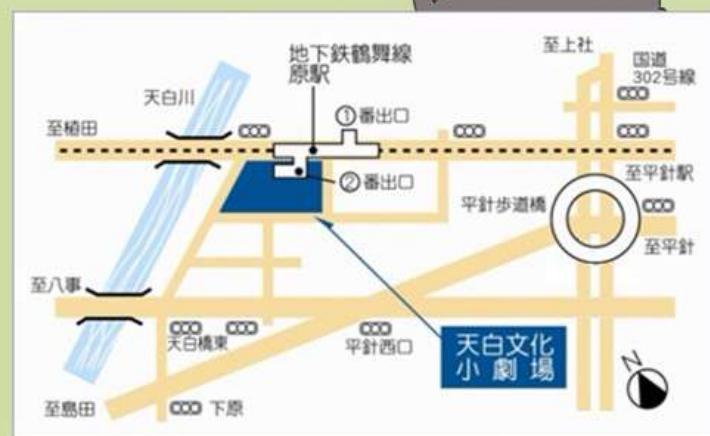 地下鉄鶴舞線
原駅
至上社
国道
302号線
天白川
①番出口
至植田
至平針駅
②番出口
平針歩道橋
至平針
至八事
天白橋東
平針西口
天白文化
小劇場
N
至島田
下原